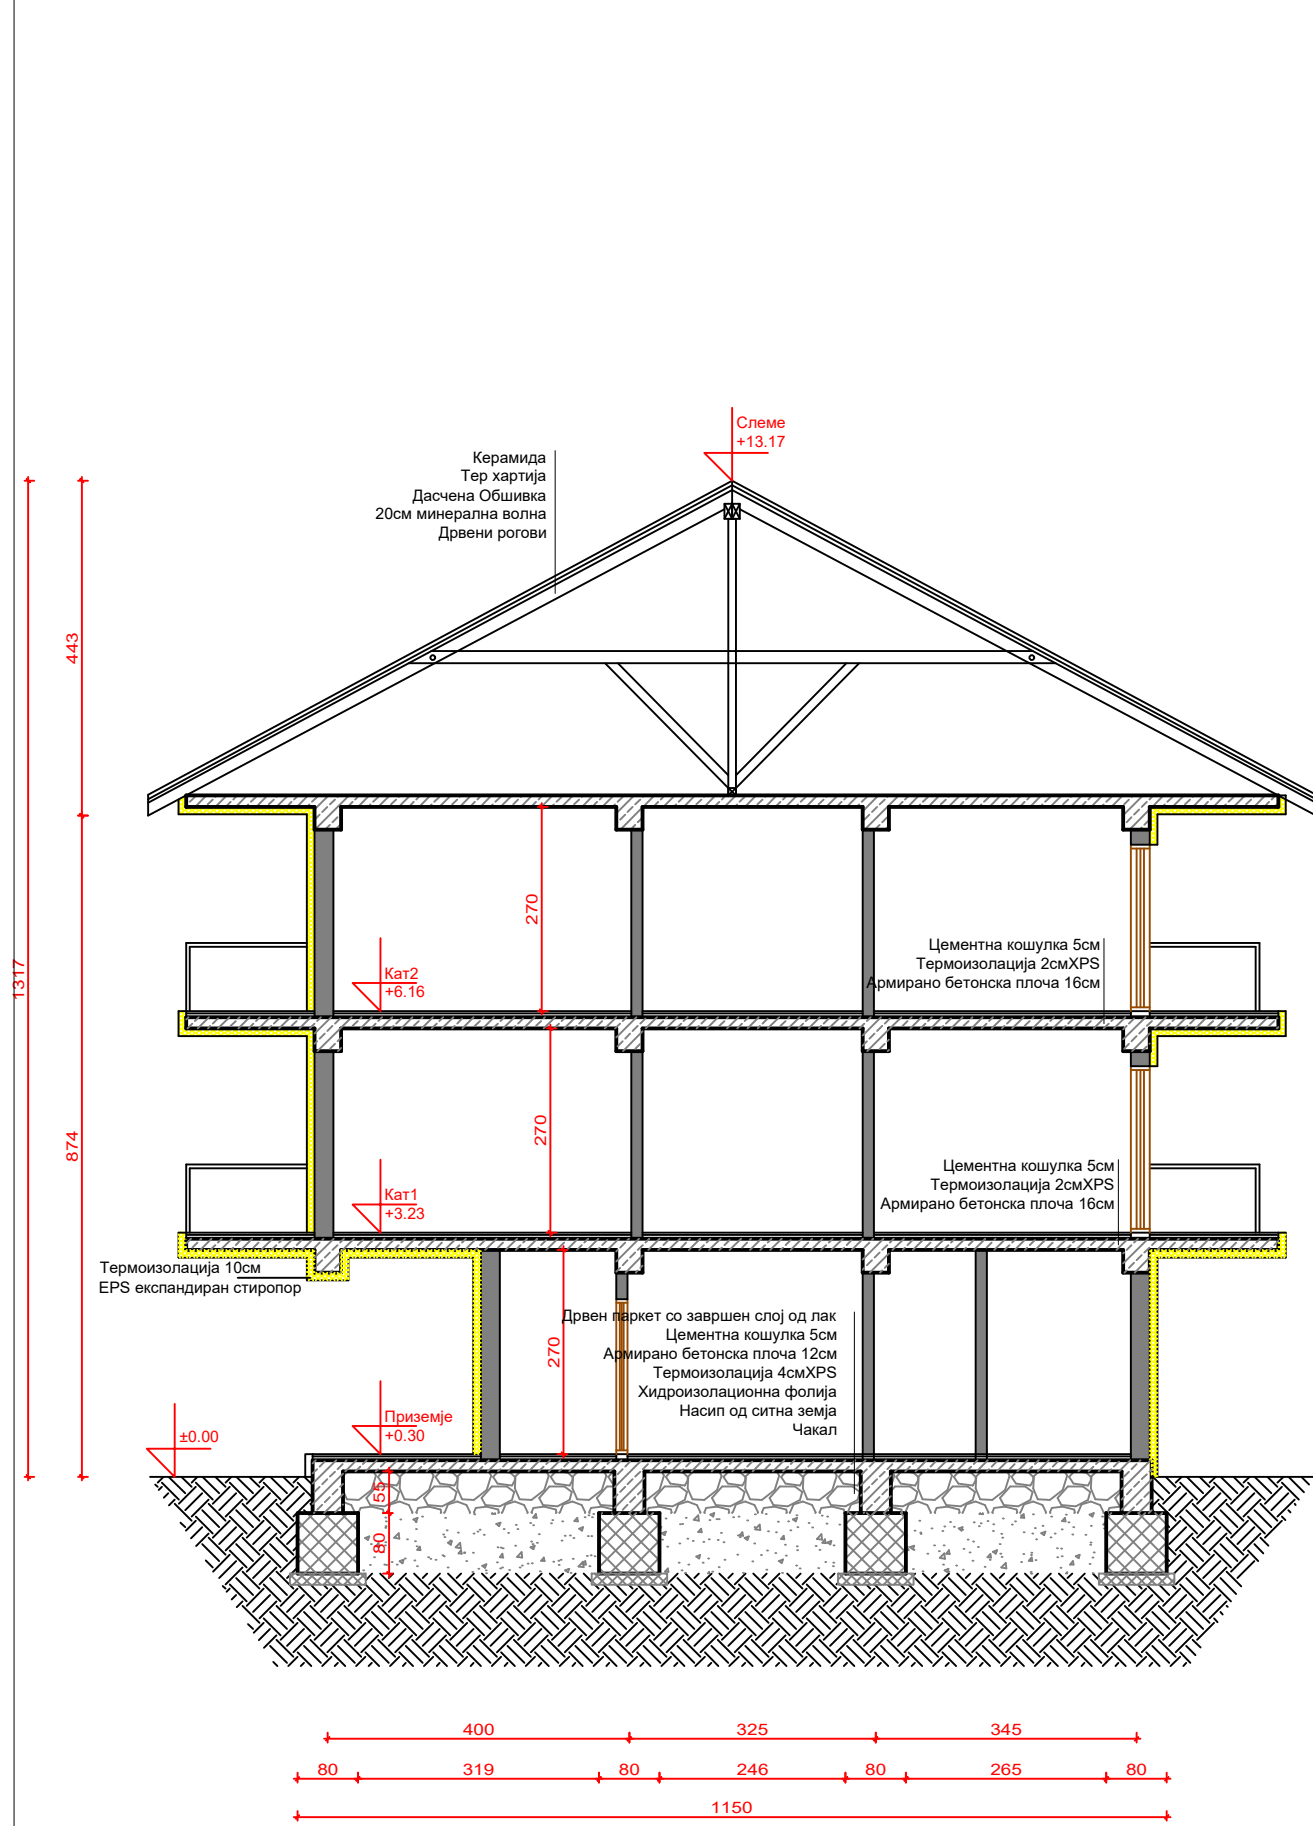 Слеме
+13.17
Керамида
Тер хартија
Дасчена Обшивка
20см минерална волна
Дрвени рогови
443
270
Цементна кошулка 5см
Термоизолација 2смXPS
Армирано бетонска плоча 16см
Кат2
+6.16
1317
874
270
Цементна кошулка 5см
Термоизолација 2смXPS
Армирано бетонска плоча 16см
Кат1
+3.23
Термоизолација 10см
EPS експандиран стиропор
270
Дрвен паркет со завршен слој од лак
Цементна кошулка 5см
Армирано бетонска плоча 12см
Термоизолација 4смXPS
Хидроизолационна фолија
Насип од ситна земја
Чакал
Приземје
+0.30
±0.00
55
80
400 325 345
80 319 80 246 80 265 80
1150